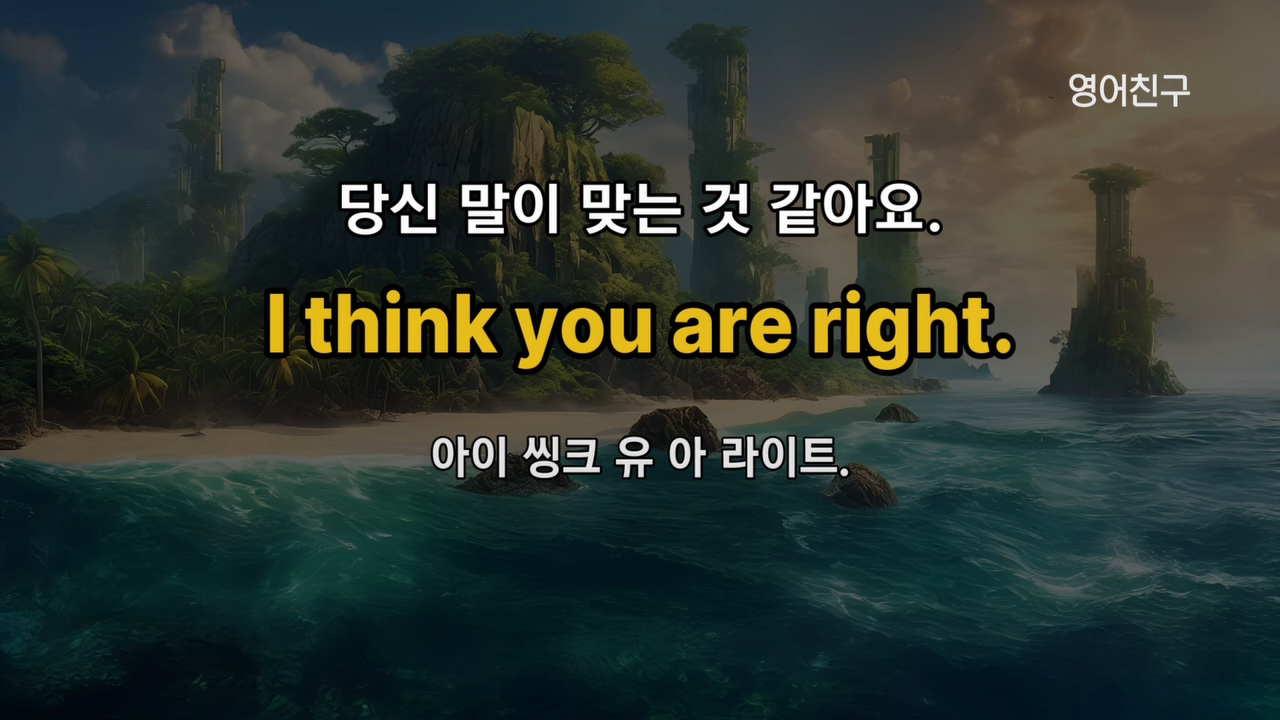 영어친구
당신 말이 맞는 것 같아요.
I think you are right.
아이 씽크 유 아 라이트.